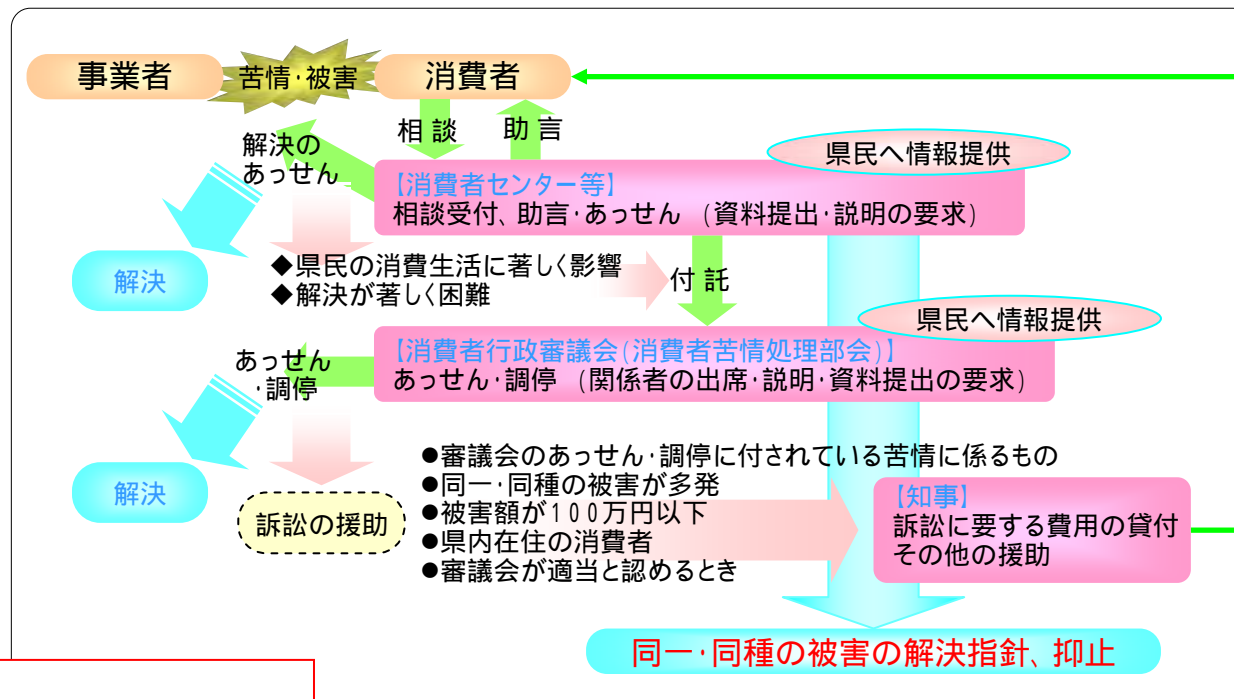 事業者
苦情・被害
消費者
相 談
助 言
解決の
あっせん
県民へ情報提供
【消費者センター等】
相談受付、助言・あっせん (資料提出・説明の要求)
解決
◆県民の消費生活に著しく影響
◆解決が著しく困難
付 託
県民へ情報提供
【消費者行政審議会(消費者苦情処理部会)】
あっせん・調停 (関係者の出席・説明・資料提出の要求)
あっせん
・調停
解決
訴訟の援助
●審議会のあっせん・調停に付されている苦情に係るもの
●同一・同種の被害が多発
●被害額が100万円以下
●県内在住の消費者
●審議会が適当と認めるとき
【知事】
訴訟に要する費用の貸付
その他の援助
同一・同種の被害の解決指針、抑止